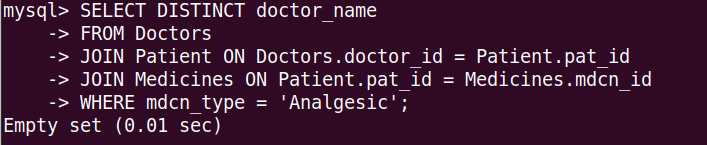 mysql> SELECT DISTINCT doctor_name
    -> FROM Doctors
    -> JOIN Patient ON Doctors.doctor_id = Patient.pat_id
    -> JOIN Medicines ON Patient.pat_id = Medicines.mdcn_id
    -> WHERE mdcn_type = 'Analgesic';
Empty set (0.01 sec)